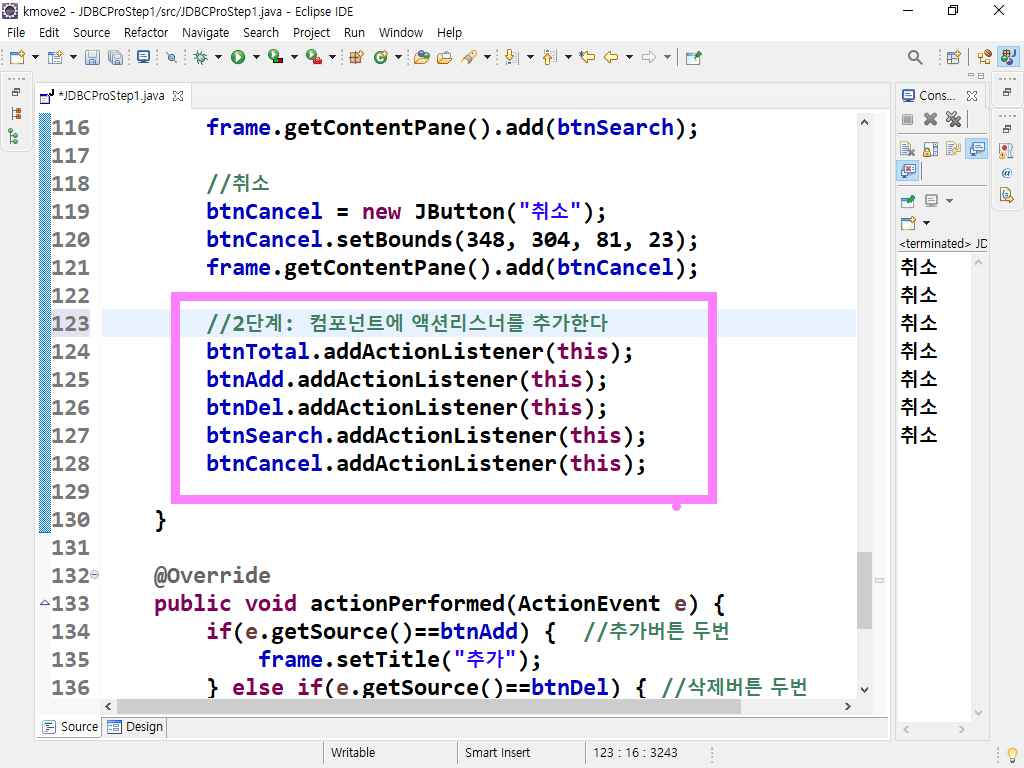 kmove2 - JDBCProStep1/src/JDBCProStep1.java - Eclipse IDE
File Edit Source Refactor Navigate Search Project Run Window Help
*JDBCProStep1.java
Cons...
116 frame.getContentPane().add(btnSearch);
117
118 //취소
119 btnCancel = new JButton("취소");
120 btnCancel.setBounds(348, 304, 81, 23);
121 frame.getContentPane().add(btnCancel);
122
123 //2단계: 컴포넌트에 액션리스너를 추가한다
124 btnTotal.addActionListener(this);
125 btnAdd.addActionListener(this);
126 btnDel.addActionListener(this);
127 btnSearch.addActionListener(this);
128 btnCancel.addActionListener(this);
129
130 }
131
132 @Override
133 public void actionPerformed(ActionEvent e) {
134 if(e.getSource()==btnAdd) { //추가버튼 두번
135 frame.setTitle("추가");
136 } else if(e.getSource()==btnDel) { //삭제버튼 두번
<terminated> JD
취소
취소
취소
취소
취소
취소
취소
Source Design
Writable Smart Insert 123 : 16 : 3243